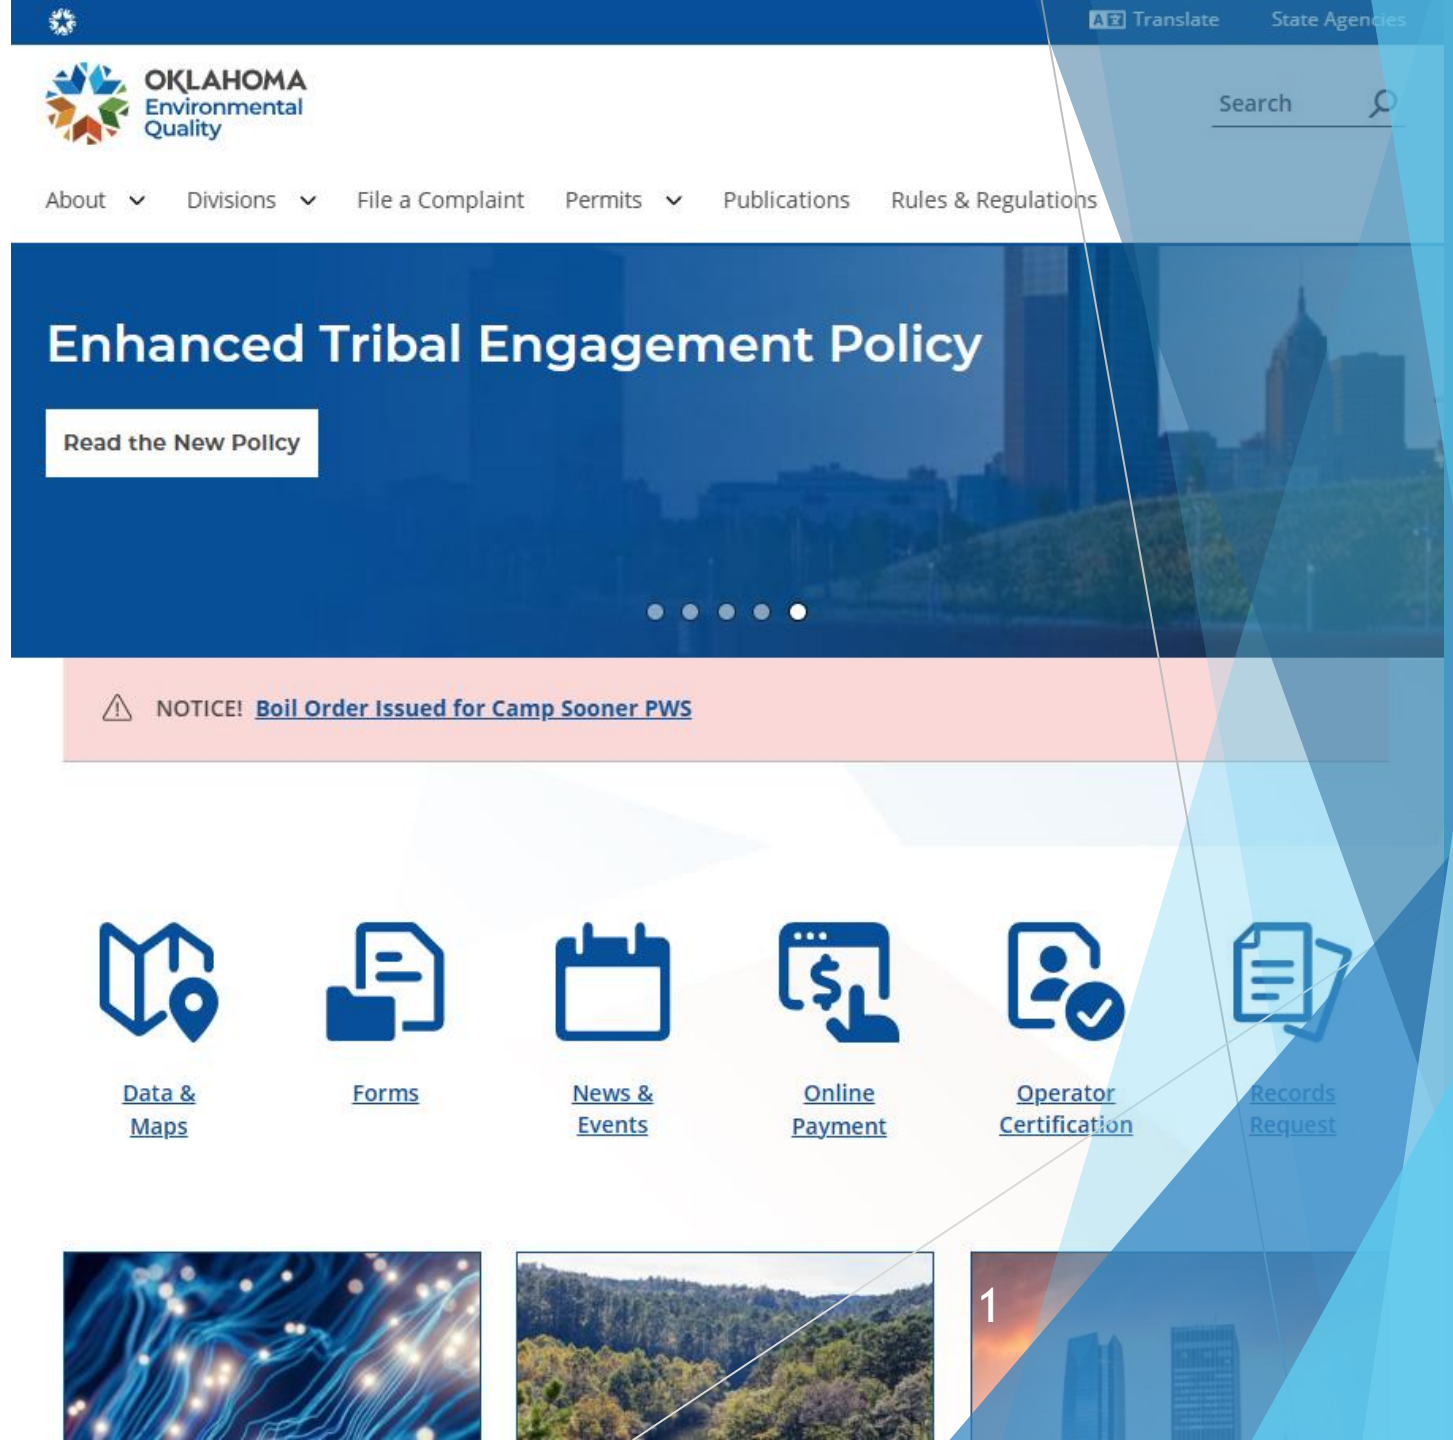 Translate State Agencies
OKLAHOMA
Environmental
Quality
Search
About Divisions File a Complaint Permits Publications Rules & Regulations
Enhanced Tribal Engagement Policy
Read the New Policy
NOTICE! Boil Order Issued for Camp Sooner PWS
Data &
Maps
Forms
News &
Events
Online
Payment
Operator
Certification
Records
Request
1